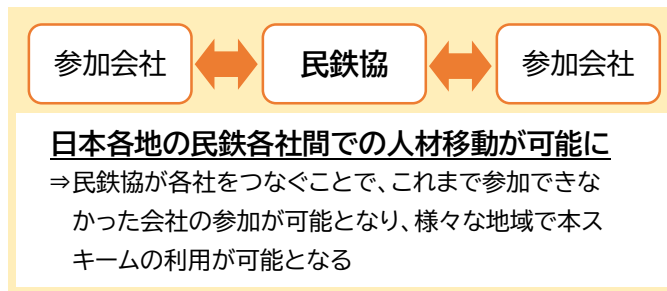 参加会社 民鉄協 参加会社
日本各地の民鉄各社間での人材移動が可能に
⇒民鉄協が各社をつなぐことで、これまで参加できな
かった会社の参加が可能となり、様々な地域で本ス
キームの利用が可能となる